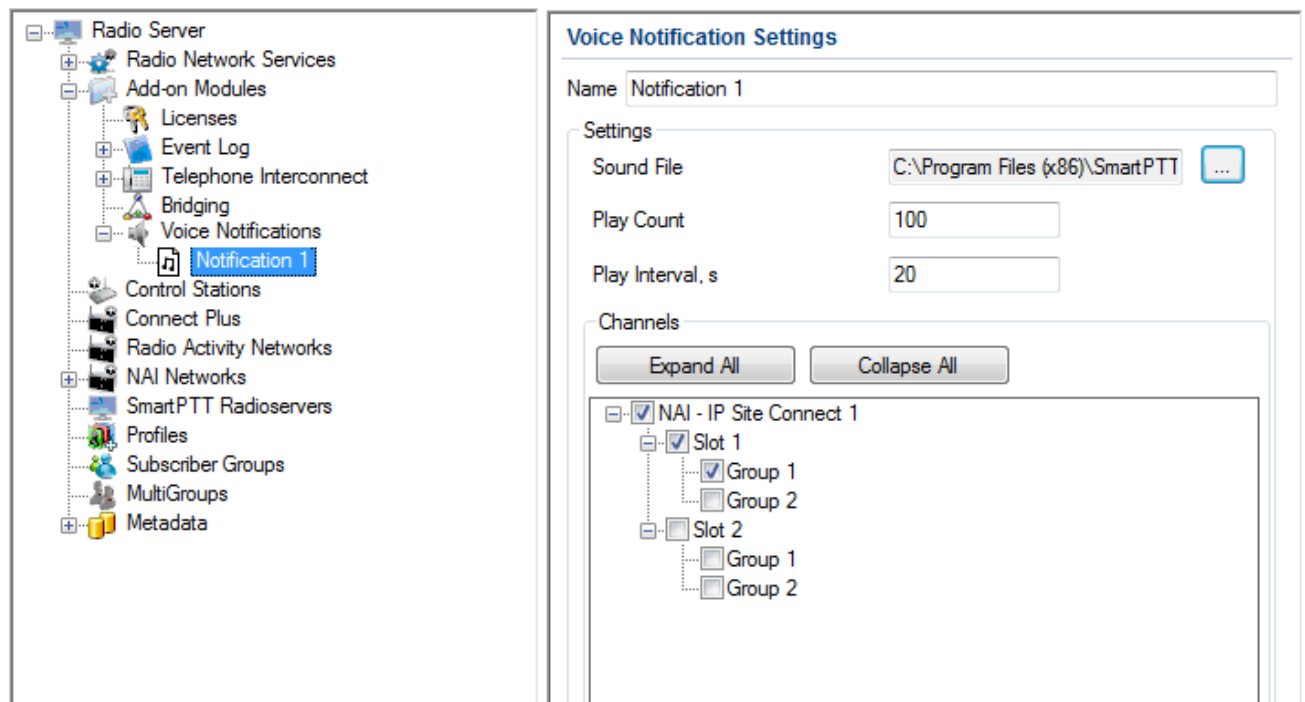 Radio Server
Radio Network Services
Add-on Modules
Licenses
Event Log
Telephone Interconnect
Bridging
Voice Notifications
Notification 1
Control Stations
Connect Plus
Radio Activity Networks
NAI Networks
SmartPTT Radioservers
Profiles
Subscriber Groups
MultiGroups
Metadata
Voice Notification Settings
Name Notification 1
Settings
Sound File C:\Program Files (x86)\SmartPTT ...
Play Count 100
Play Interval, s 20
Channels
Expand All Collapse All
NAI - IP Site Connect 1
Slot 1
Group 1
Group 2
Slot 2
Group 1
Group 2